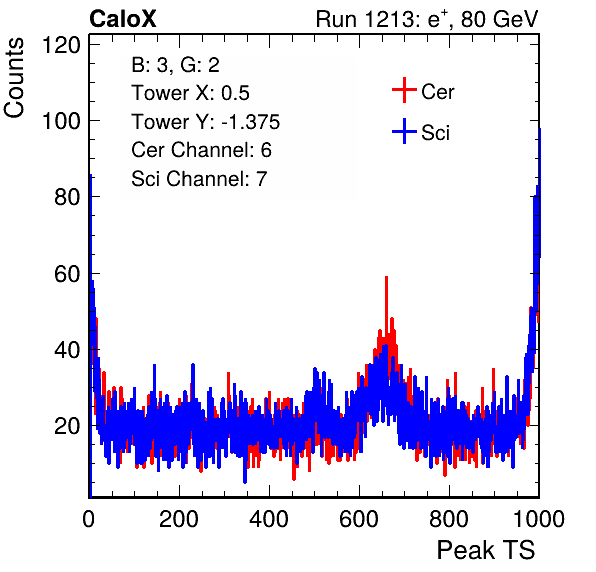 CaloX Run 1213: e⁺, 80 GeV
B: 3, G: 2
Tower X: 0.5
Tower Y: -1.375
Cer Channel: 6
Sci Channel: 7
Cer
Sci
Counts
120
100
80
60
40
20
0 200 400 600 800 1000
Peak TS